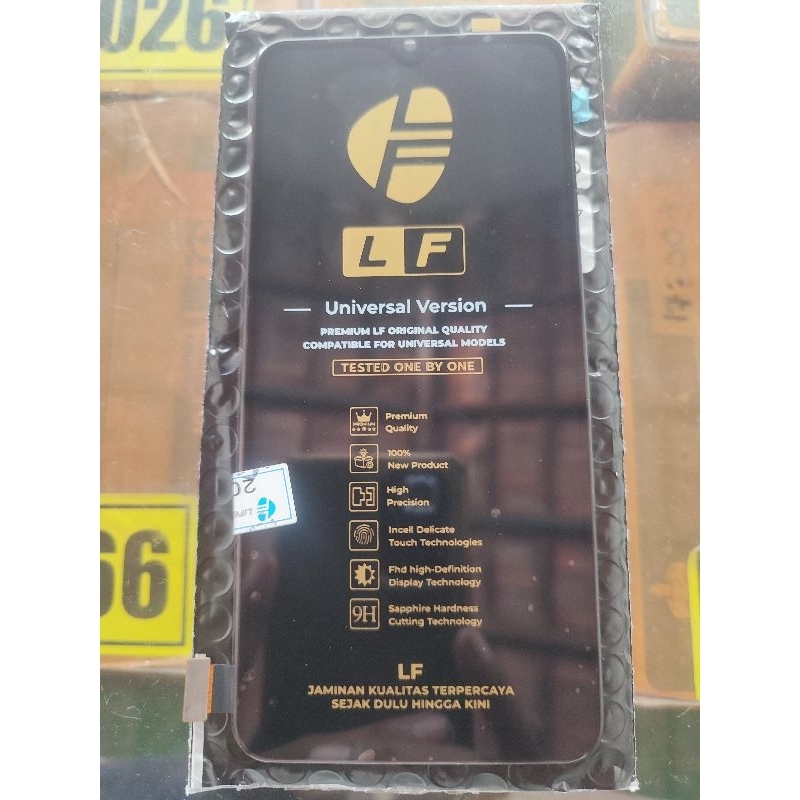 026
L F
Universal Version
PREMIUM LF ORIGINAL QUALITY
COMPATIBLE FOR UNIVERSAL MODELS
TESTED ONE BY ONE
PREMIUM
Premium
Quality
100%
New Product
High
Precision
Incell Delicate
Touch Technologies
Fhd high-Definition
Display Technology
9H
Sapphire Hardness
Cutting Technology
66
LF
JAMINAN KUALITAS TERPERCAYA
SEJAK DULU HINGGA KINI